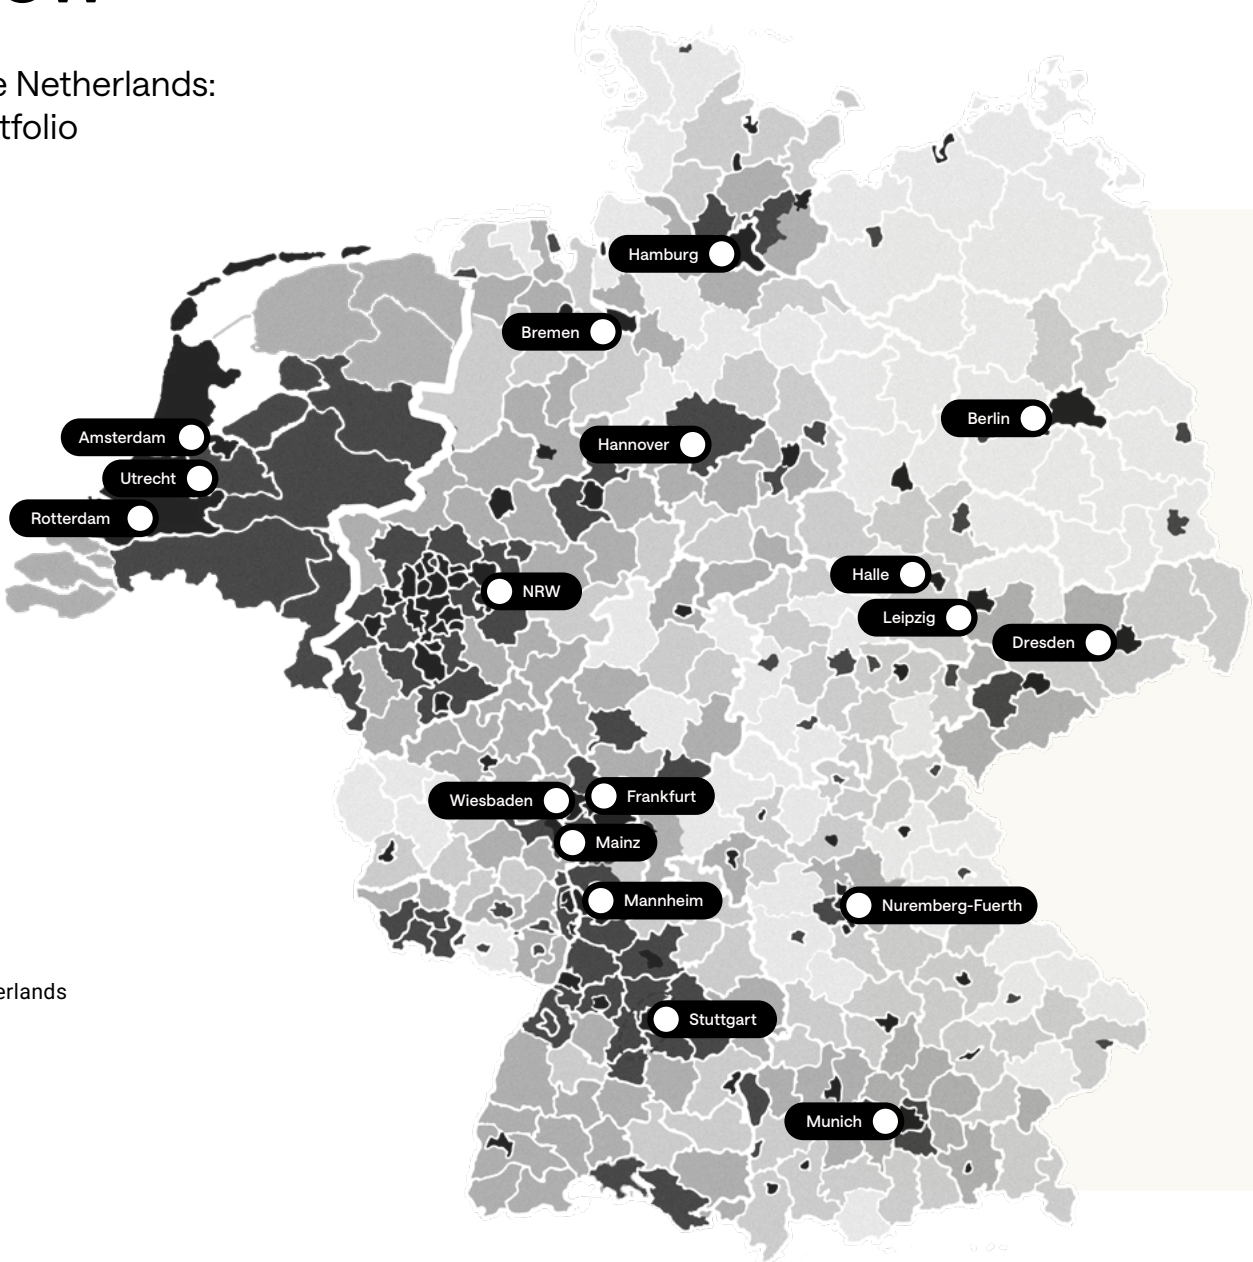 e Netherlands:
tfolio
Hamburg
Bremen
Berlin
Amsterdam
Hannover
Utrecht
Rotterdam
Halle
NRW
Leipzig
Dresden
Wiesbaden
Frankfurt
Mainz
Mannheim
Nuremberg-Fuerth
erlands
Stuttgart
Munich